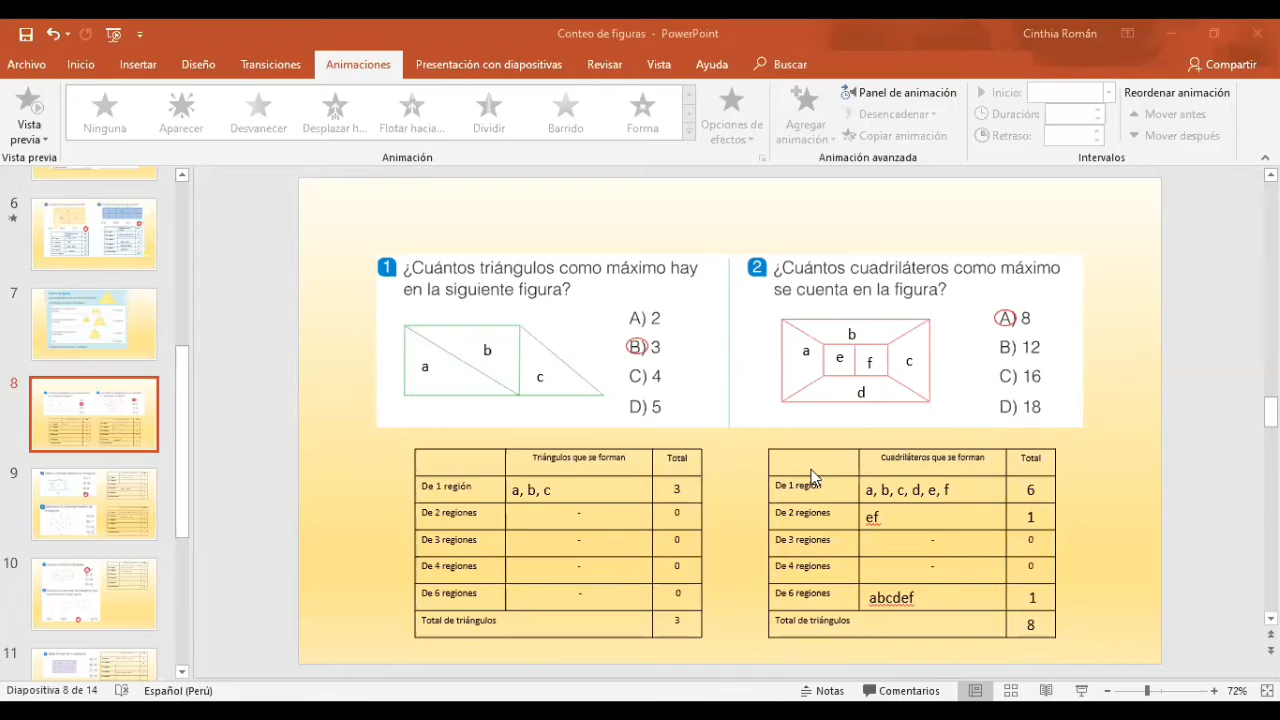 Conteo de figuras - PowerPoint
Cinthia Román
Archivo
Inicio
Insertar
Diseño
Transiciones
Animaciones
Presentación con diapositivas
Revisar
Vista
Ayuda
Buscar
Compartir
Vista previa
Vista previa
Ninguna
Aparecer
Desvanecer
Desplazar h...
Flotar hacia...
Dividir
Barrido
Forma
Animación
Opciones de efectos
Agregar animación
Panel de animación
Desencadenar
Copiar animación
Animación avanzada
Inicio:
Duración:
Retraso:
Reordenar animación
Mover antes
Mover después
Intervalos
6
7
8
9
10
11
1 ¿Cuántos triángulos como máximo hay
en la siguiente figura?
A) 2
B) 3
C) 4
D) 5
a
b
c
2 ¿Cuántos cuadriláteros como máximo
se cuenta en la figura?
A) 8
B) 12
C) 16
D) 18
b
a
e
f
c
d
Triángulos que se forman Total
De 1 región a, b, c 3
De 2 regiones - 0
De 3 regiones - 0
De 4 regiones - 0
De 6 regiones - 0
Total de triángulos 3
Cuadriláteros que se forman Total
De 1 región a, b, c, d, e, f 6
De 2 regiones ef 1
De 3 regiones - 0
De 4 regiones - 0
De 6 regiones abcdef 1
Total de triángulos 8
Diapositiva 8 de 14
Español (Perú)
Notas
Comentarios
72%